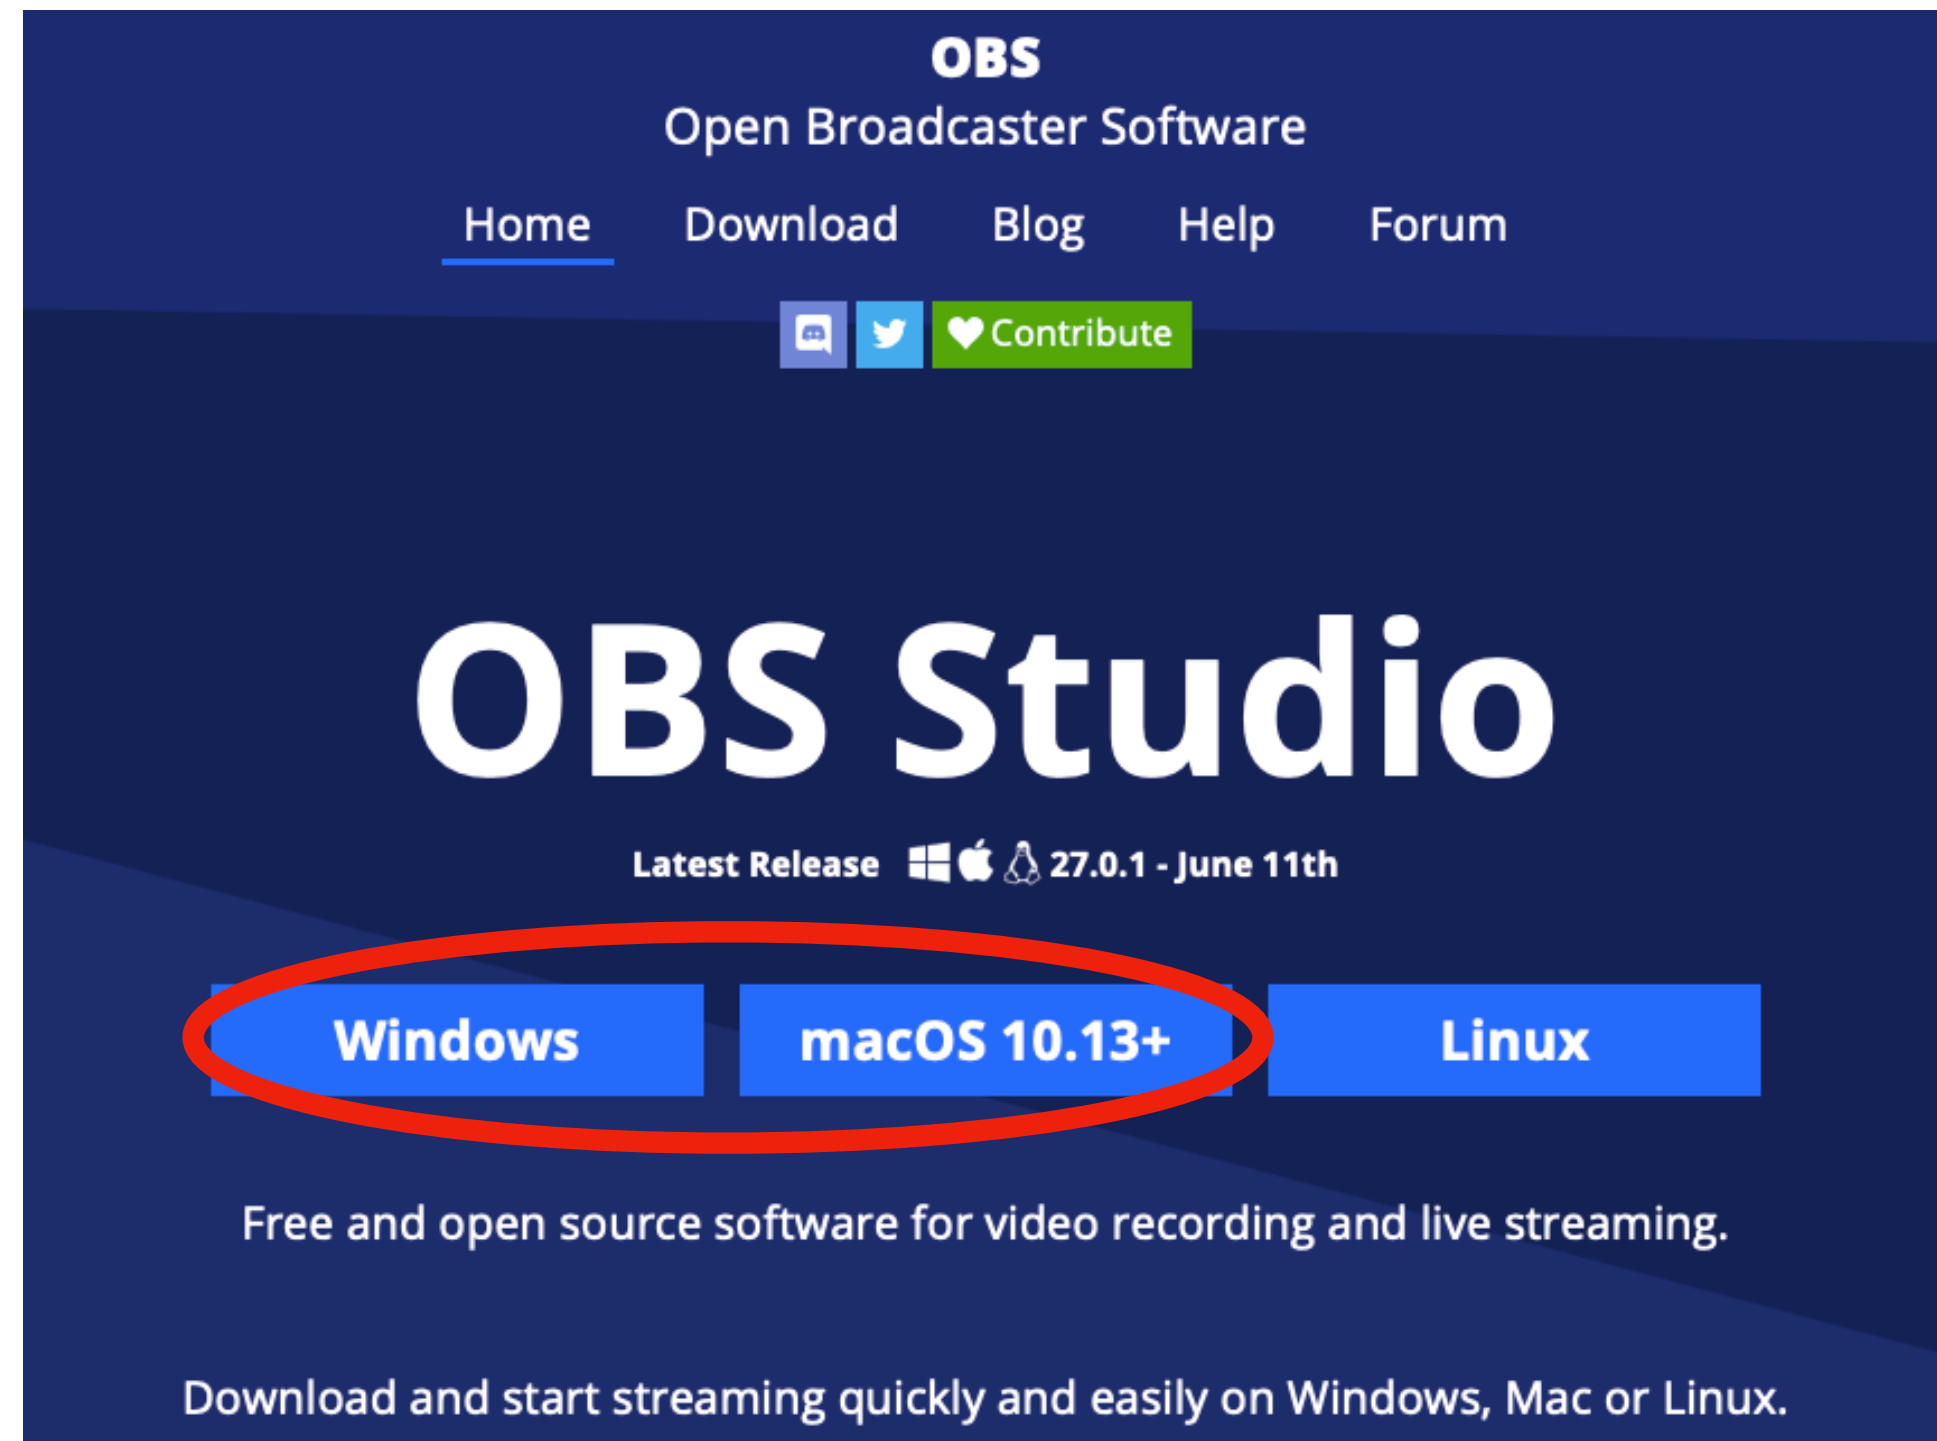 OBS
Open Broadcaster Software
Home Download Blog Help Forum
Contribute
OBS Studio
Latest Release 27.0.1 - June 11th
Windows macOS 10.13+ Linux
Free and open source software for video recording and live streaming.
Download and start streaming quickly and easily on Windows, Mac or Linux.